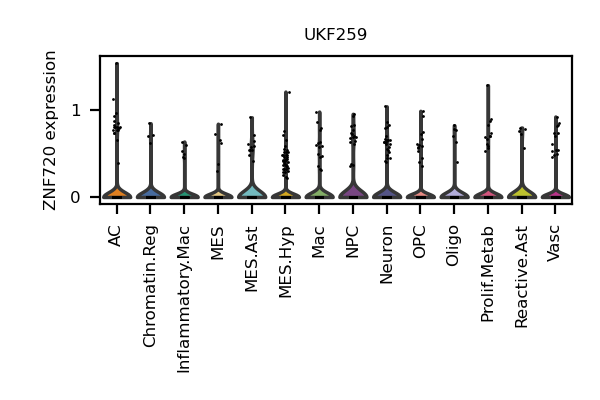 UKF259
ZNF720 expression
1
0
AC
Chromatin.Reg
Inflammatory.Mac
MES
MES.Ast
MES.Hyp
Mac
NPC
Neuron
OPC
Oligo
Prolif.Metab
Reactive.Ast
Vasc